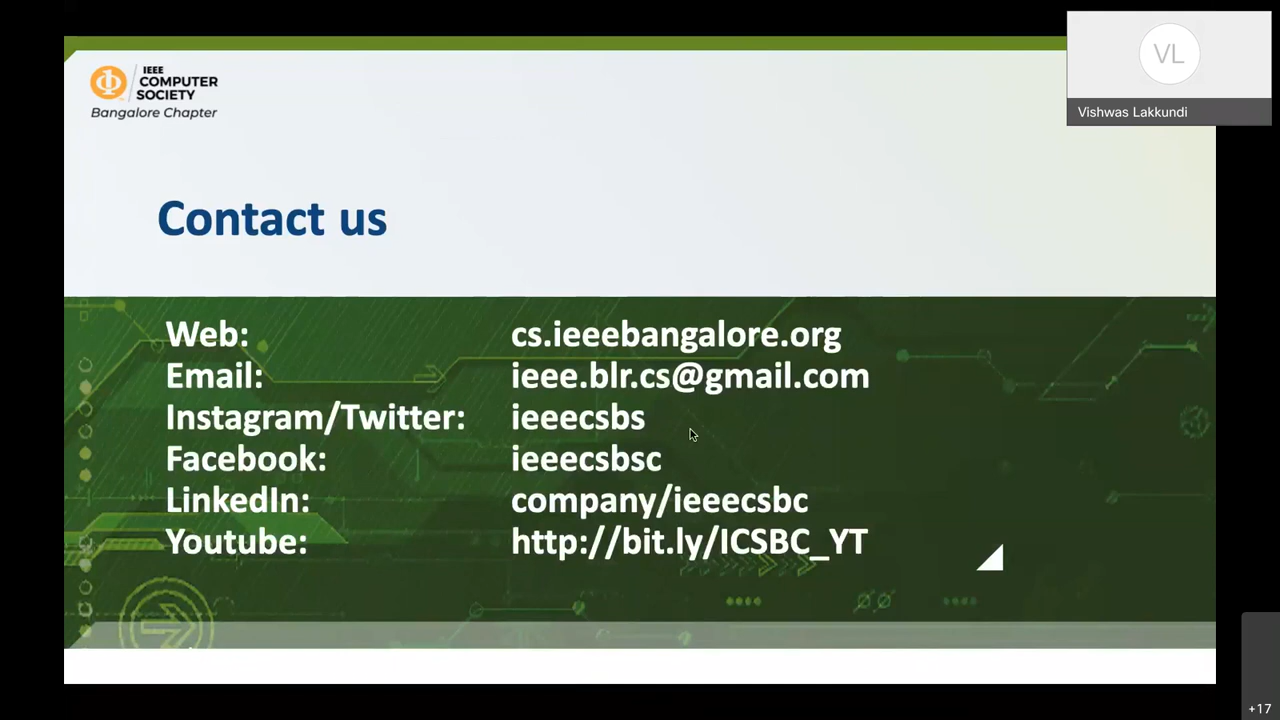 IEEE
COMPUTER
SOCIETY
Bangalore Chapter
VL
Vishwas Lakkundi
Contact us
Web: cs.ieeebangalore.org
Email: ieee.blr.cs@gmail.com
Instagram/Twitter: ieeecsbs
Facebook: ieeecsbsc
LinkedIn: company/ieeecsbc
Youtube: http://bit.ly/ICSBC_YT
+17